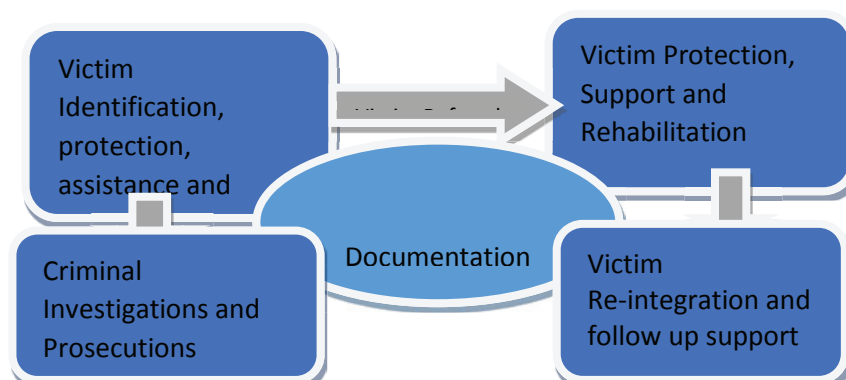 Victim
Identification,
protection,
assistance and
Victim Protection,
Support and
Rehabilitation
Documentation
Criminal
Investigations and
Prosecutions
Victim
Re-integration and
follow up support